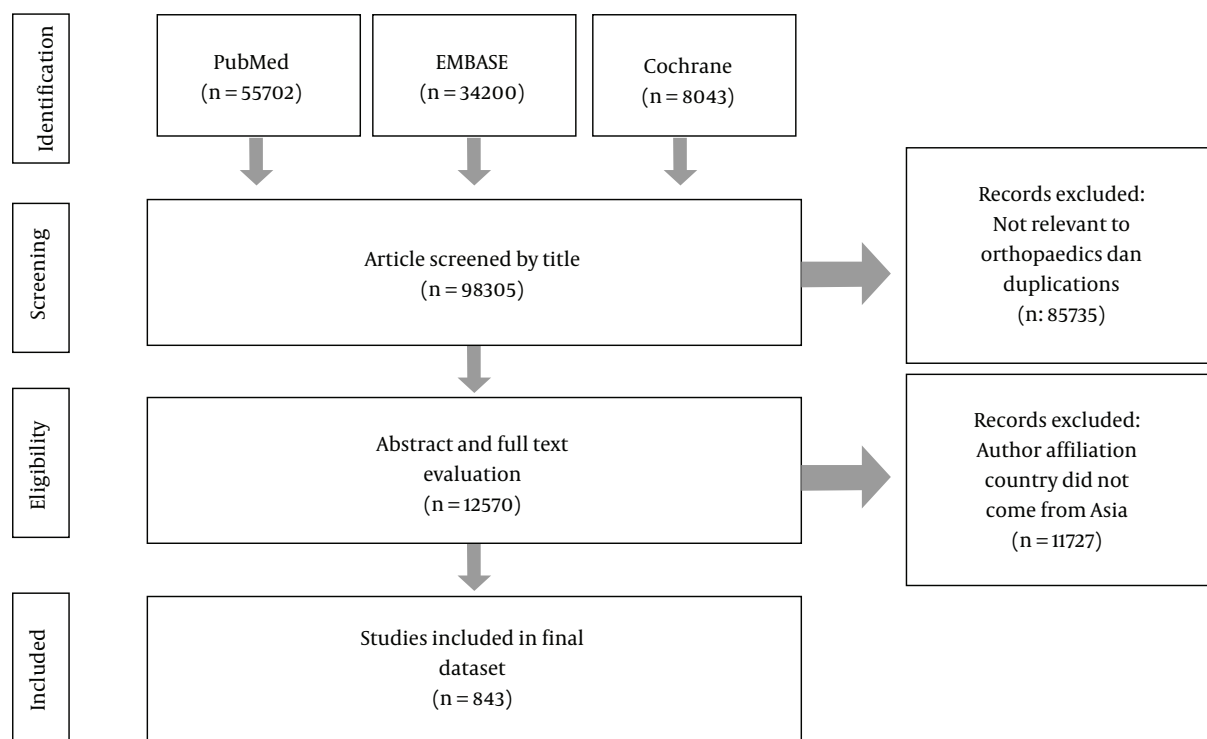 Identification
PubMed
(n = 55702)
EMBASE
(n = 34200)
Cochrane
(n = 8043)
Screening
Article screened by title
(n = 98305)
Records excluded:
Not relevant to
orthopaedics dan
duplications
(n: 85735)
Eligibility
Abstract and full text
evaluation
(n = 12570)
Records excluded:
Author affiliation
country did not
come from Asia
(n = 11727)
Included
Studies included in final
dataset
(n = 843)